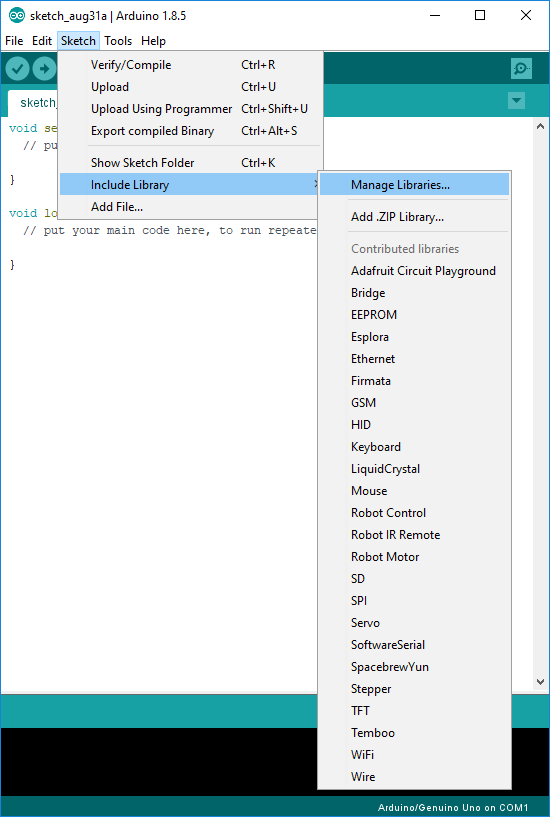 sketch_aug31a | Arduino 1.8.5
File Edit Sketch Tools Help
Verify/Compile Ctrl+R
Upload Ctrl+U
Upload Using Programmer Ctrl+Shift+U
Export compiled Binary Ctrl+Alt+S
Show Sketch Folder Ctrl+K
Include Library
Add File...
sketch_
void se
// pu
}
void lo
// put your main code here, to run repeate
}
Manage Libraries...
Add .ZIP Library...
Contributed libraries
Adafruit Circuit Playground
Bridge
EEPROM
Esplora
Ethernet
Firmata
GSM
HID
Keyboard
LiquidCrystal
Mouse
Robot Control
Robot IR Remote
Robot Motor
SD
SPI
Servo
SoftwareSerial
SpacebrewYun
Stepper
TFT
Temboo
WiFi
Wire
Arduino/Genuino Uno on COM1